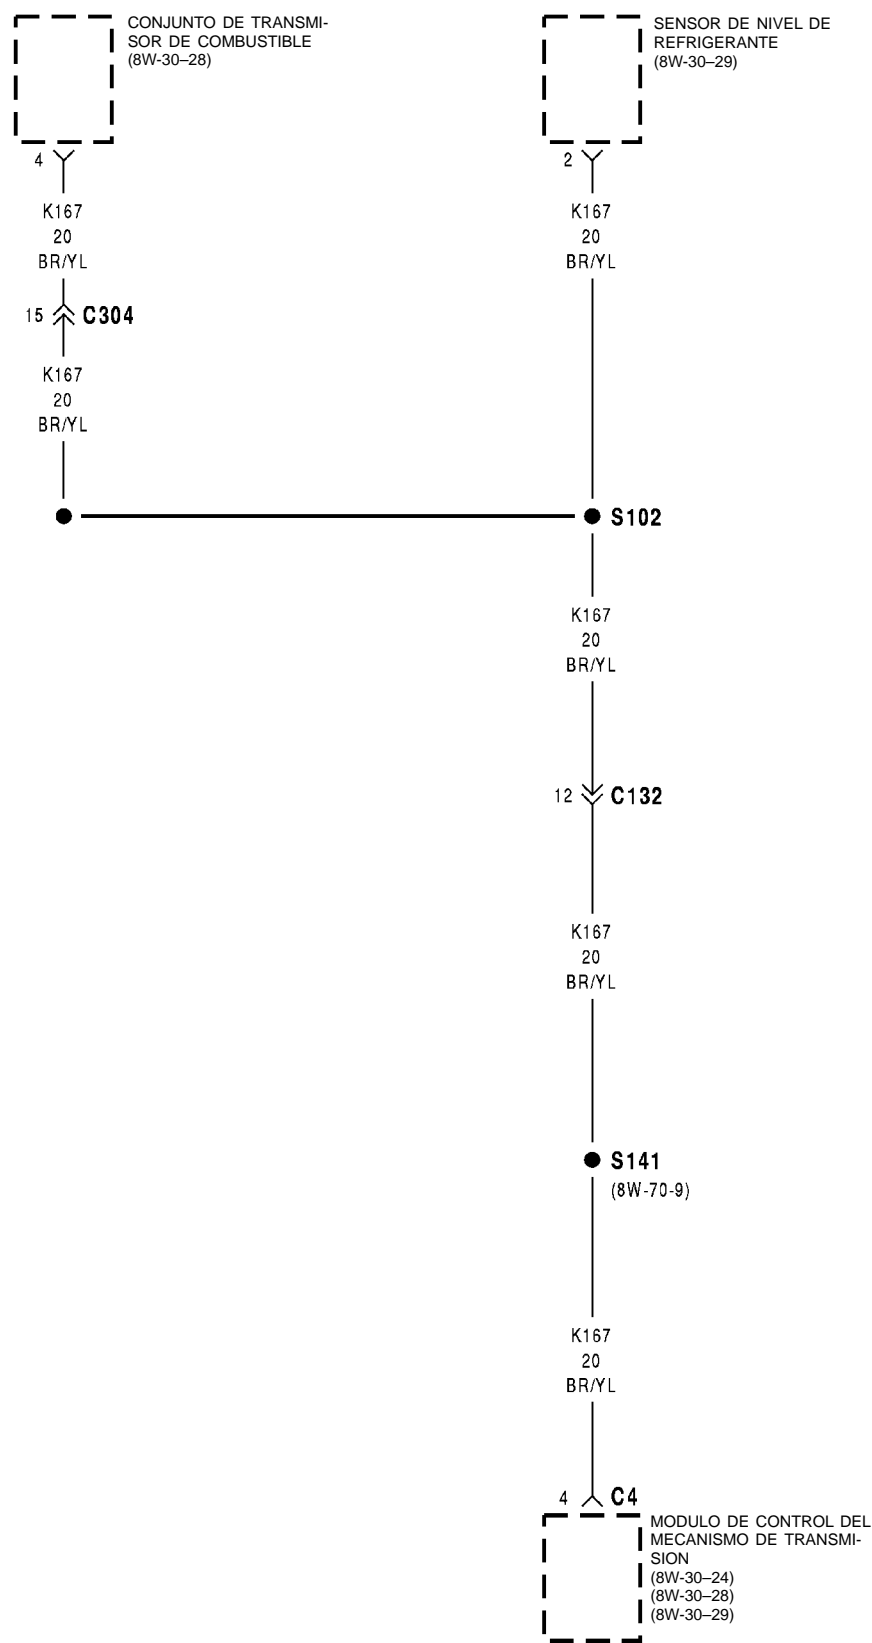 CONJUNTO DE TRANSMI-
SOR DE COMBUSTIBLE
(8W-30–28)
SENSOR DE NIVEL DE
REFRIGERANTE
(8W-30–29)
4
2
K167
20
BR/YL
K167
20
BR/YL
15 C304
K167
20
BR/YL
S102
K167
20
BR/YL
12 C132
K167
20
BR/YL
S141
(8W-70-9)
K167
20
BR/YL
4 C4
MODULO DE CONTROL DEL
MECANISMO DE TRANSMI-
SION
(8W-30–24)
(8W-30–28)
(8W-30–29)